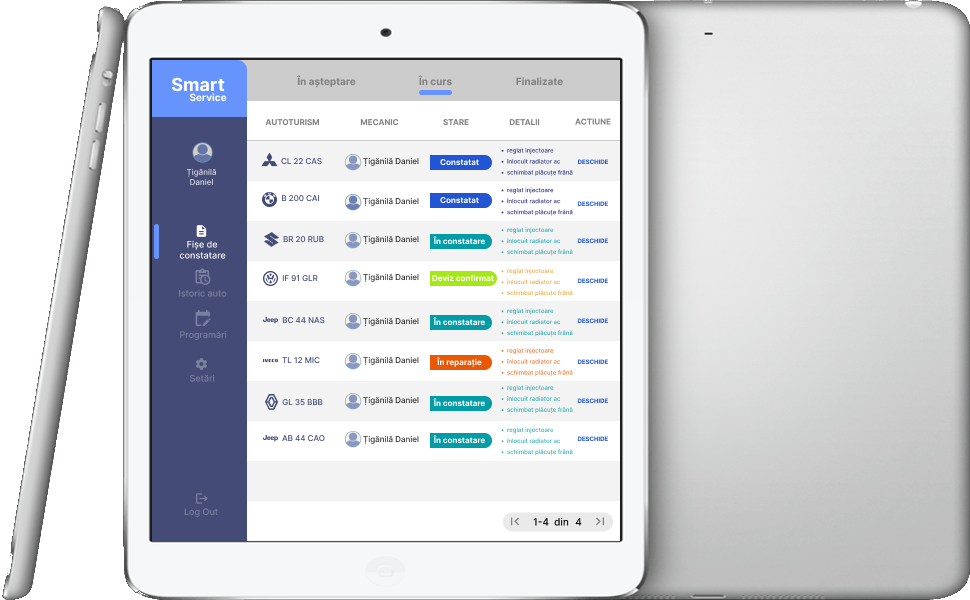 Smart
Service
În așteptare
În curs
Finalizate
AUTOTURISM
MECANIC
STARE
DETALII
ACTIUNE
Țigănilă
Daniel
Fișe de
constatare
Istoric auto
Programări
Setări
Log Out
CL 22 CAS
Țigănilă Daniel
Constatat
• reglat injectoare
• înlocuit radiator ac
• schimbat plăcuțe frână
DESCHIDE
B 200 CAI
Țigănilă Daniel
Constatat
• reglat injectoare
• înlocuit radiator ac
• schimbat plăcuțe frână
DESCHIDE
BR 20 RUB
Țigănilă Daniel
În constatare
• reglat injectoare
• înlocuit radiator ac
• schimbat plăcuțe frână
DESCHIDE
IF 91 GLR
Țigănilă Daniel
Deviz confirmat
• reglat injectoare
• înlocuit radiator ac
• schimbat plăcuțe frână
DESCHIDE
Jeep
BC 44 NAS
Țigănilă Daniel
În constatare
• reglat injectoare
• înlocuit radiator ac
• schimbat plăcuțe frână
DESCHIDE
IVECO
TL 12 MIC
Țigănilă Daniel
În reparație
• reglat injectoare
• înlocuit radiator ac
• schimbat plăcuțe frână
DESCHIDE
GL 35 BBB
Țigănilă Daniel
În constatare
• reglat injectoare
• înlocuit radiator ac
• schimbat plăcuțe frână
DESCHIDE
Jeep
AB 44 CAO
Țigănilă Daniel
În constatare
• reglat injectoare
• înlocuit radiator ac
• schimbat plăcuțe frână
DESCHIDE
1-4 din 4